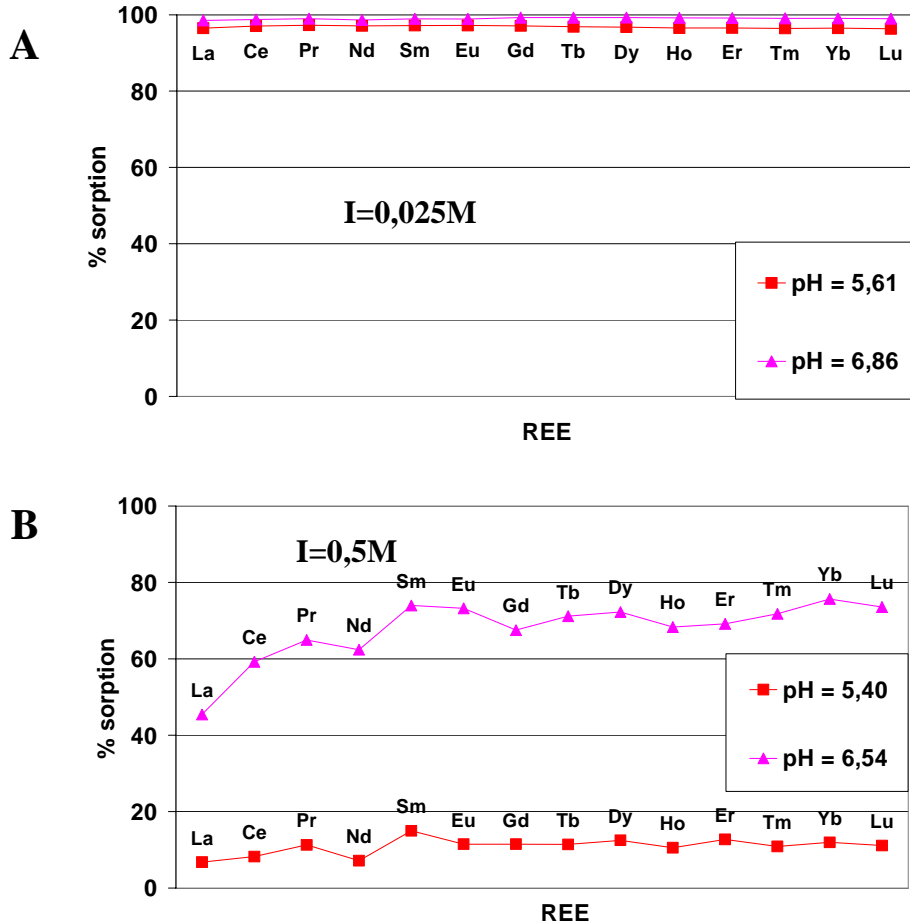 A
100
La Ce Pr Nd Sm Eu Gd Tb Dy Ho Er Tm Yb Lu
80
60
40
20
0
% sorption
I=0,025M
pH = 5,61
pH = 6,86
REE
B
100
80
60
40
20
0
% sorption
I=0,5M
La Ce Pr Nd Sm Eu Gd Tb Dy Ho Er Tm Yb Lu
pH = 5,40
pH = 6,54
La Ce Pr Nd Sm Eu Gd Tb Dy Ho Er Tm Yb Lu
REE